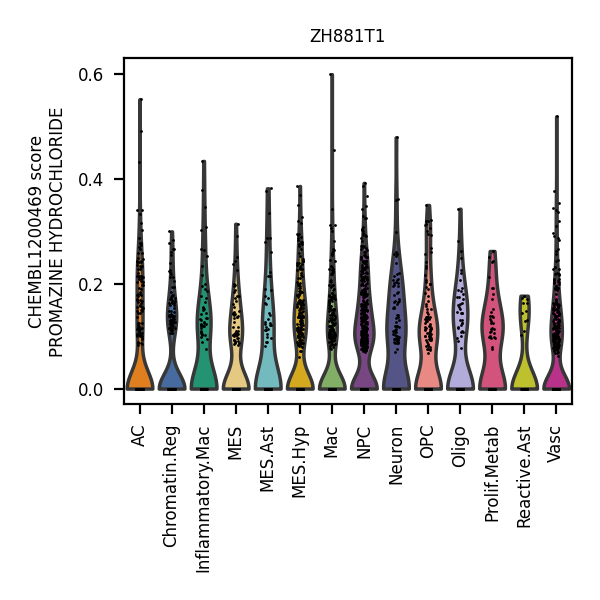 ZH881T1
CHEMBL1200469 score
PROMAZINE HYDROCHLORIDE
0.6
0.4
0.2
0.0
AC
Chromatin.Reg
Inflammatory.Mac
MES
MES.Ast
MES.Hyp
Mac
NPC
Neuron
OPC
Oligo
Prolif.Metab
Reactive.Ast
Vasc